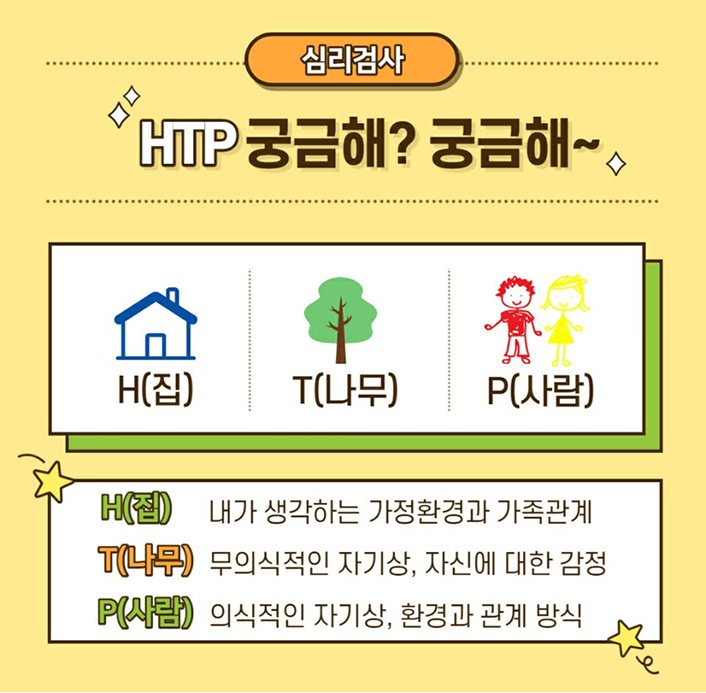 심리검사
HTP 궁금해? 궁금해~
H(집)
T(나무)
P(사람)
H(집) 내가 생각하는 가정환경과 가족관계
T(나무) 무의식적인 자기상, 자신에 대한 감정
P(사람) 의식적인 자기상, 환경과 관계 방식